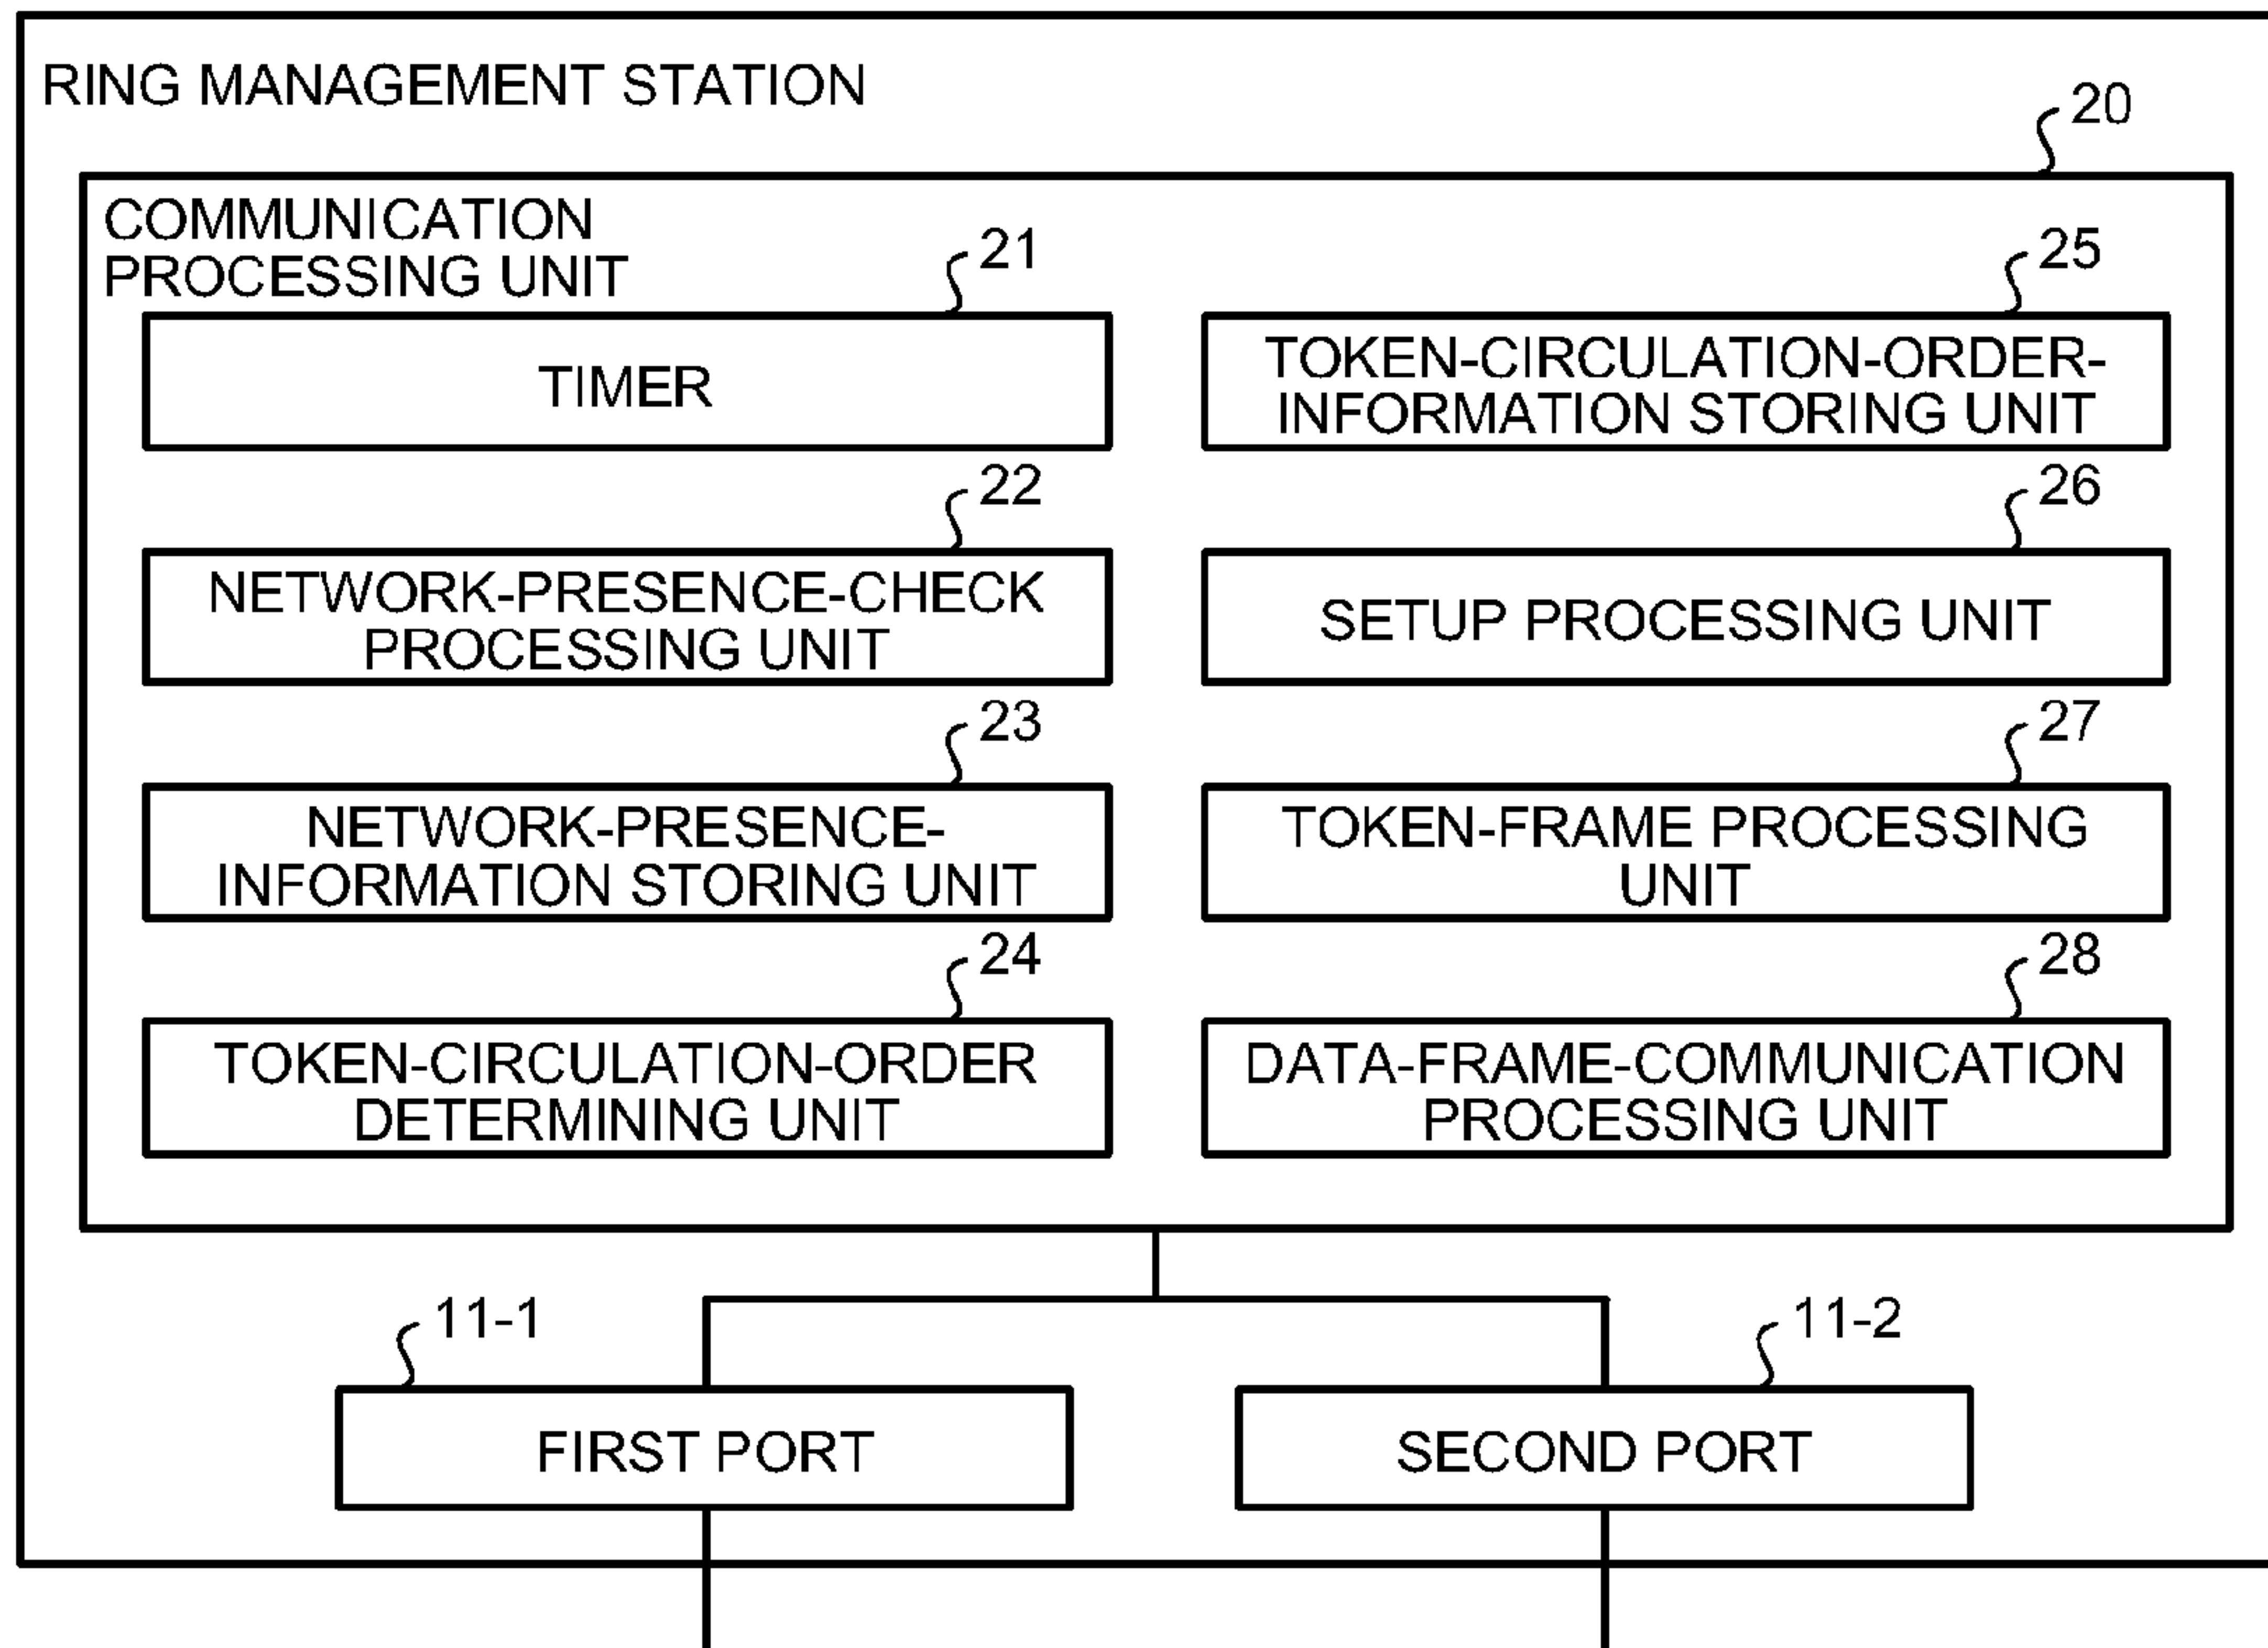 RING MANAGEMENT STATION
20
COMMUNICATION
PROCESSING UNIT
21
TIMER
22
NETWORK-PRESENCE-CHECK
PROCESSING UNIT
23
NETWORK-PRESENCE-
INFORMATION STORING UNIT
24
TOKEN-CIRCULATION-ORDER
DETERMINING UNIT
25
TOKEN-CIRCULATION-ORDER-
INFORMATION STORING UNIT
26
SETUP PROCESSING UNIT
27
TOKEN-FRAME PROCESSING
UNIT
28
DATA-FRAME-COMMUNICATION
PROCESSING UNIT
11-1
FIRST PORT
11-2
SECOND PORT